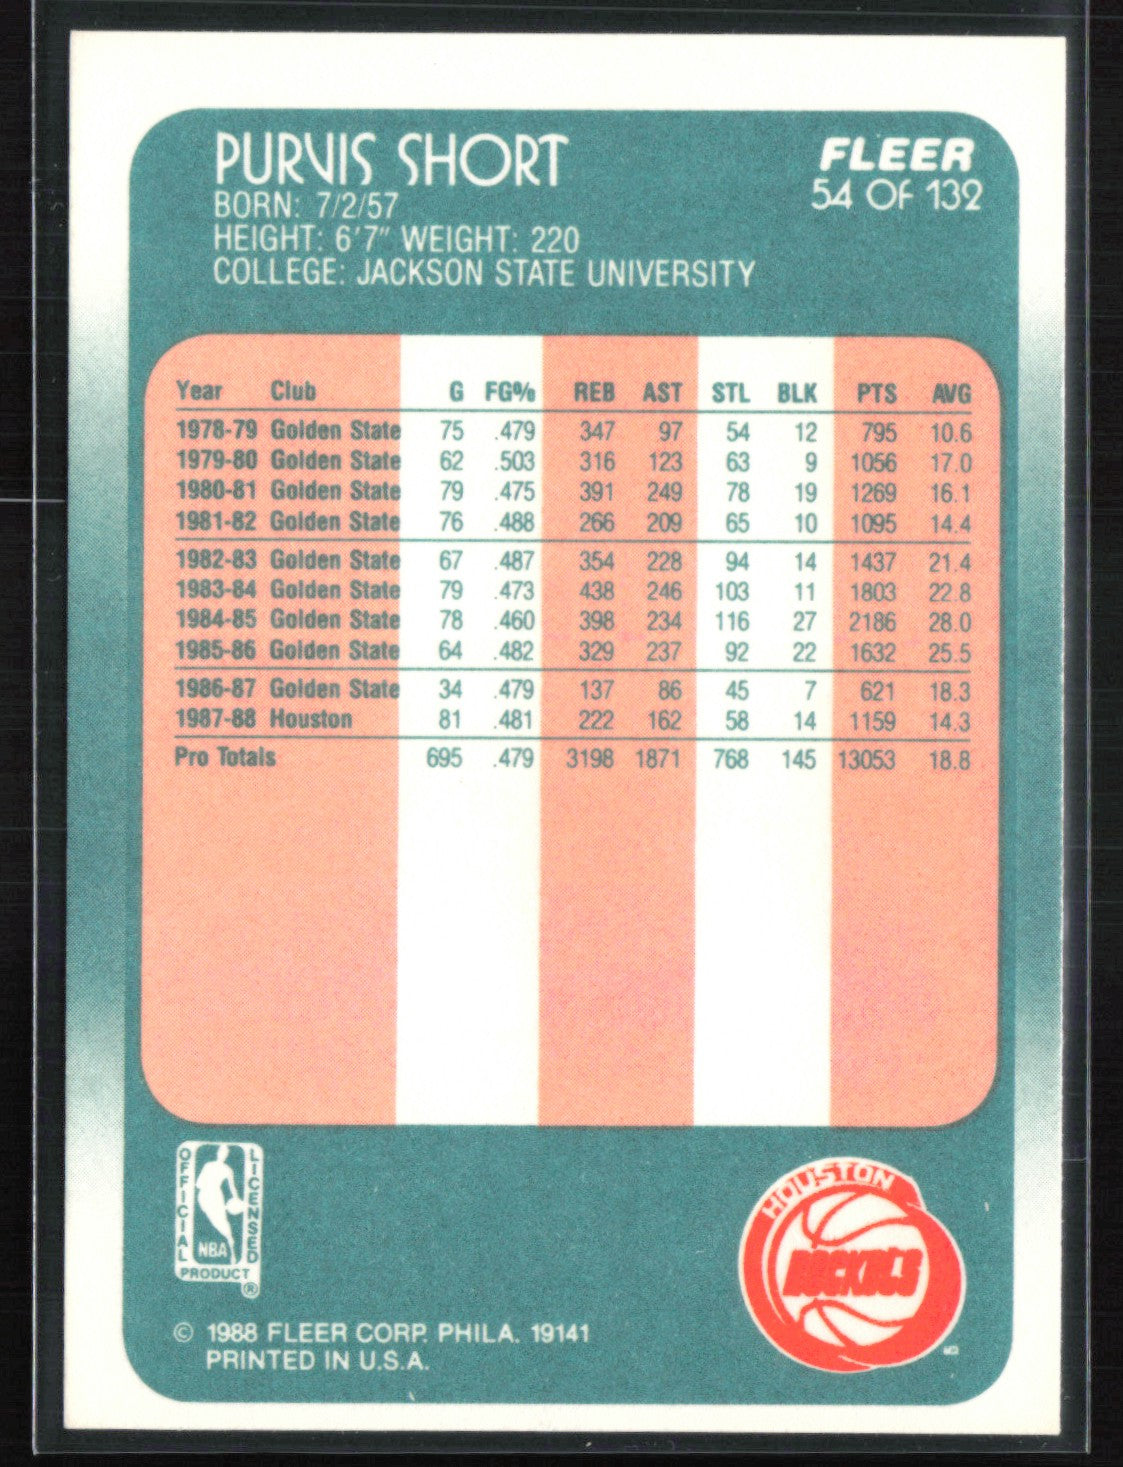 PURVIS SHORT
BORN: 7/2/57
HEIGHT: 6'7" WEIGHT: 220
COLLEGE: JACKSON STATE UNIVERSITY
FLEER
54 OF 132
Year Club G FG% REB AST STL BLK PTS AVG
1978-79 Golden State 75 .479 347 97 54 12 795 10.6
1979-80 Golden State 62 .503 316 123 63 9 1056 17.0
1980-81 Golden State 79 .475 391 249 78 19 1269 16.1
1981-82 Golden State 76 .488 266 209 65 10 1095 14.4
1982-83 Golden State 67 .487 354 228 94 14 1437 21.4
1983-84 Golden State 79 .473 438 246 103 11 1803 22.8
1984-85 Golden State 78 .460 398 234 116 27 2186 28.0
1985-86 Golden State 64 .482 329 237 92 22 1632 25.5
1986-87 Golden State 34 .479 137 86 45 7 621 18.3
1987-88 Houston 81 .481 222 162 58 14 1159 14.3
Pro Totals 695 .479 3198 1871 768 145 13053 18.8
OFFICIAL
LICENSED
NBA
PRODUCT ®
HOUSTON
ROCKETS
© 1988 FLEER CORP. PHILA. 19141
PRINTED IN U.S.A.